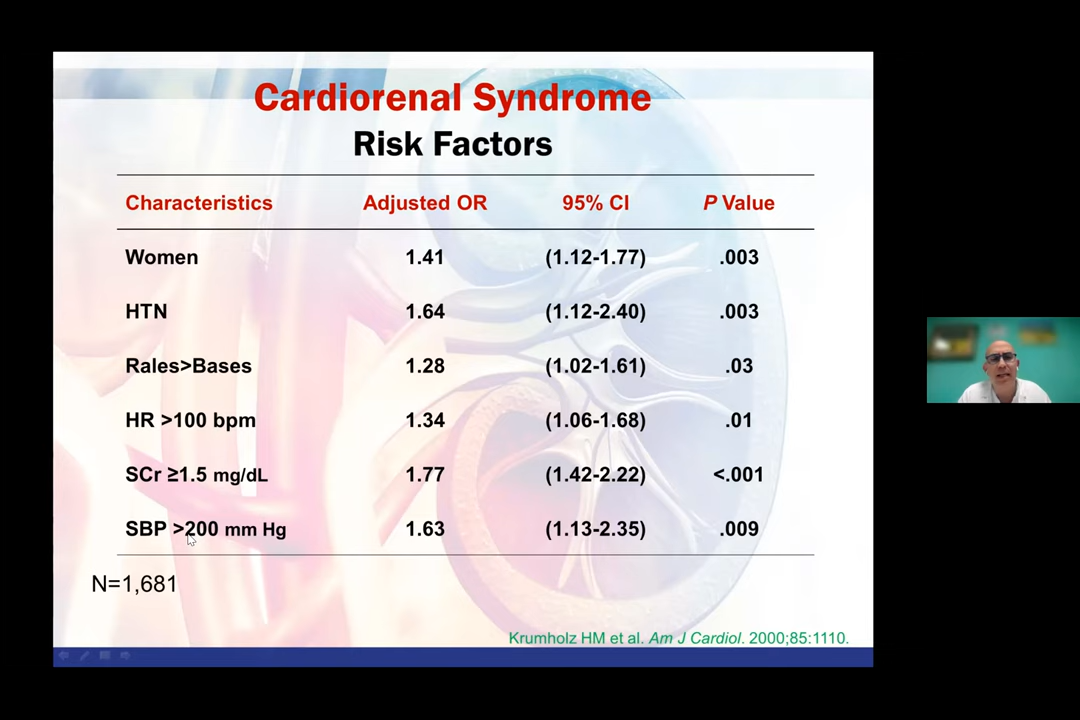 Cardiorenal Syndrome
Risk Factors
Characteristics Adjusted OR 95% CI P Value
Women 1.41 (1.12-1.77) .003
HTN 1.64 (1.12-2.40) .003
Rales>Bases 1.28 (1.02-1.61) .03
HR >100 bpm 1.34 (1.06-1.68) .01
SCr ≥1.5 mg/dL 1.77 (1.42-2.22) <.001
SBP >200 mm Hg 1.63 (1.13-2.35) .009
N=1,681
Krumholz HM et al. Am J Cardiol. 2000;85:1110.